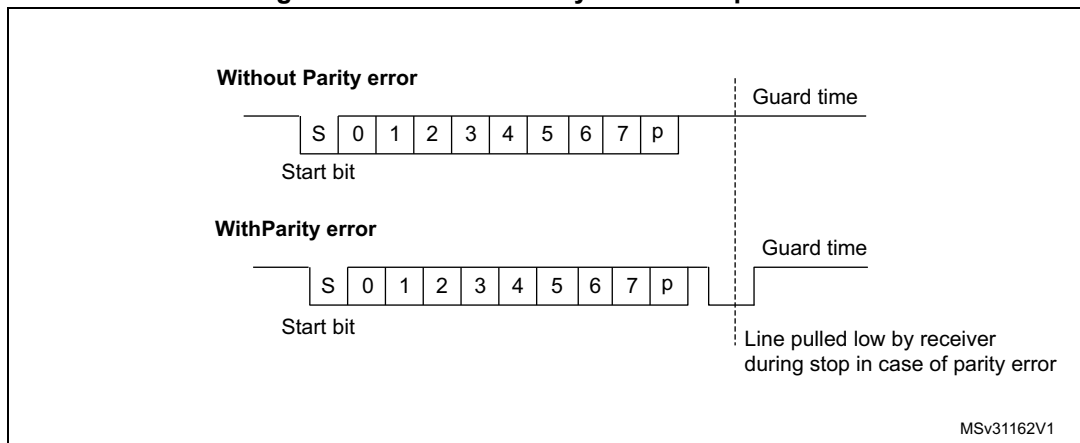 Without Parity error
Guard time
S 0 1 2 3 4 5 6 7 p
Start bit
WithParity error
Guard time
S 0 1 2 3 4 5 6 7 p
Start bit
Line pulled low by receiver
during stop in case of parity error
MSv31162V1